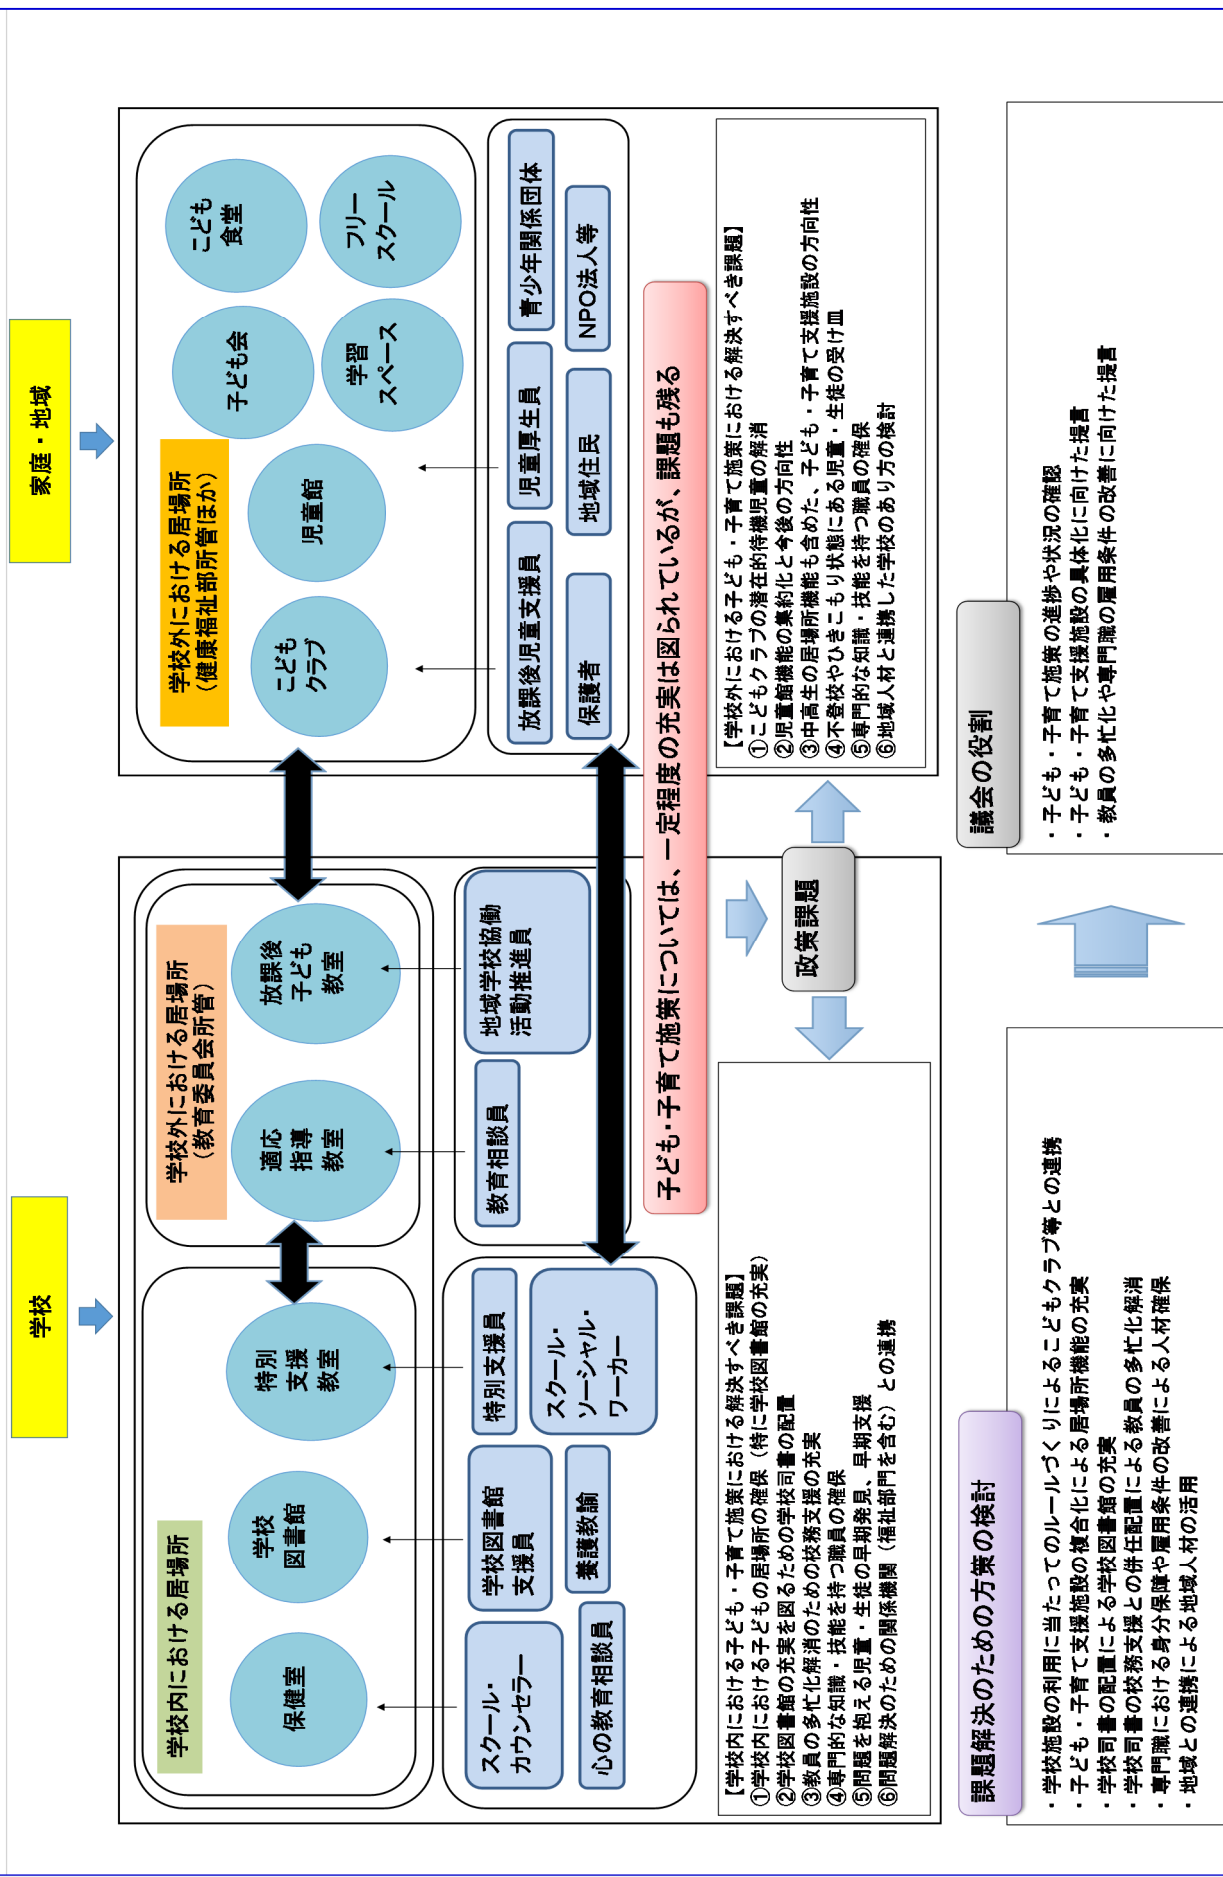 学校
学校内における居場所
保健室
学校
図書館
特別
支援
教室
学校外における居場所
（教育委員会所管）
適応
指導
教室
放課後
子ども
教室
スクール・
カウンセラー
心の教育相談員
学校図書館
支援員
養護教諭
特別支援員
スクール・
ソーシャル・
ワーカー
教育相談員
地域学校協働
活動推進員
家庭・地域
学校外における居場所
（健康福祉部所管ほか）
こども
クラブ
児童館
子ども会
学習
スペース
こども
食堂
フリー
スクール
放課後児童支援員
児童厚生員
青少年関係団体
保護者
地域住民
NPO法人等
子ども・子育て施策については、一定程度の充実は図られているが、課題も残る
政策課題
【学校内における子ども・子育て施策における解決すべき課題】
①学校内における子どもの居場所の確保（特に学校図書館の充実）
②学校図書館の充実を図るための学校司書の配置
③教員の多忙化解消のための校務支援の充実
④専門的な知識・技能を持つ職員の確保
⑤問題を抱える児童・生徒の早期発見、早期支援
⑥問題解決のための関係機関（福祉部門を含む）との連携
【学校外における子ども・子育て施策における解決すべき課題】
①こどもクラブの潜在的待機児童の解消
②児童館機能の集約化と今後の方向性
③中高生の居場所機能も含めた、子ども・子育て支援施設の方向性
④不登校やひきこもり状態にある児童・生徒の受け皿
⑤専門的な知識・技能を持つ職員の確保
⑥地域人材と連携した学校のあり方の検討
課題解決のための方策の検討
・学校施設の利用に当たってのルールづくりによるこどもクラブ等との連携
・子ども・子育て支援施設の複合化による居場所機能の充実
・学校司書の配置による学校図書館の充実
・学校司書の校務支援との併任配置による教員の多忙化解消
・専門職における身分保障や雇用条件の改善による人材確保
・地域との連携による地域人材の活用
議会の役割
・子ども・子育て施策の進捗や状況の確認
・子ども・子育て支援施設の具体化に向けた提言
・教員の多忙化や専門職の雇用条件の改善に向けた提言